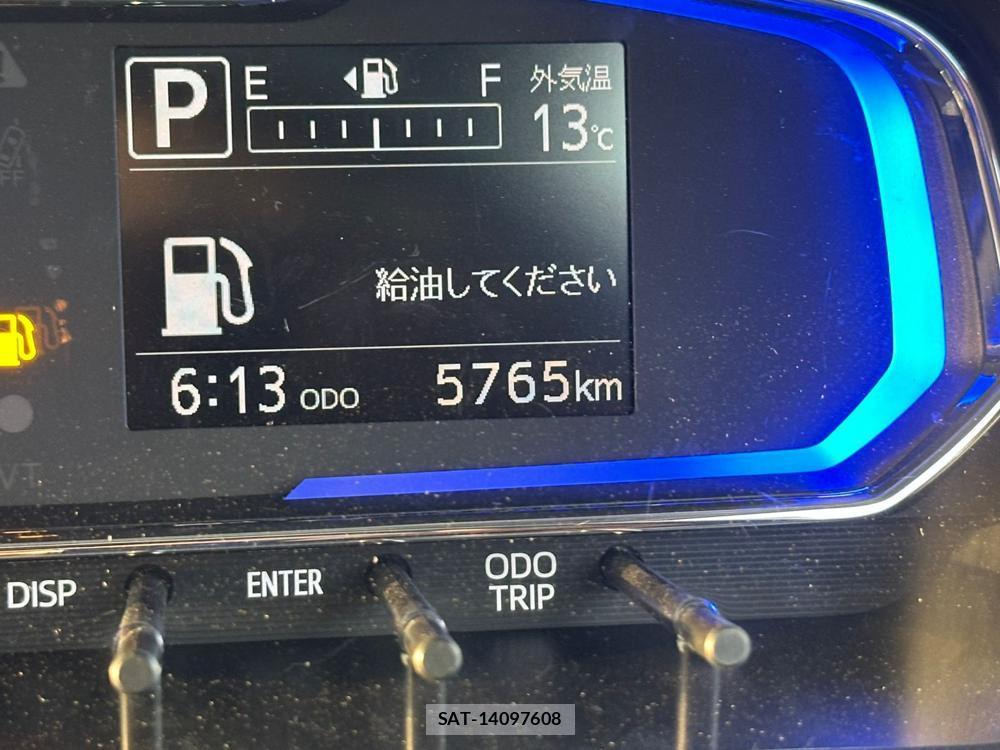 P E F 外気温
13℃
給油してください
6:13 ODO 5765km
DISP ENTER ODO TRIP
SAT-14097608